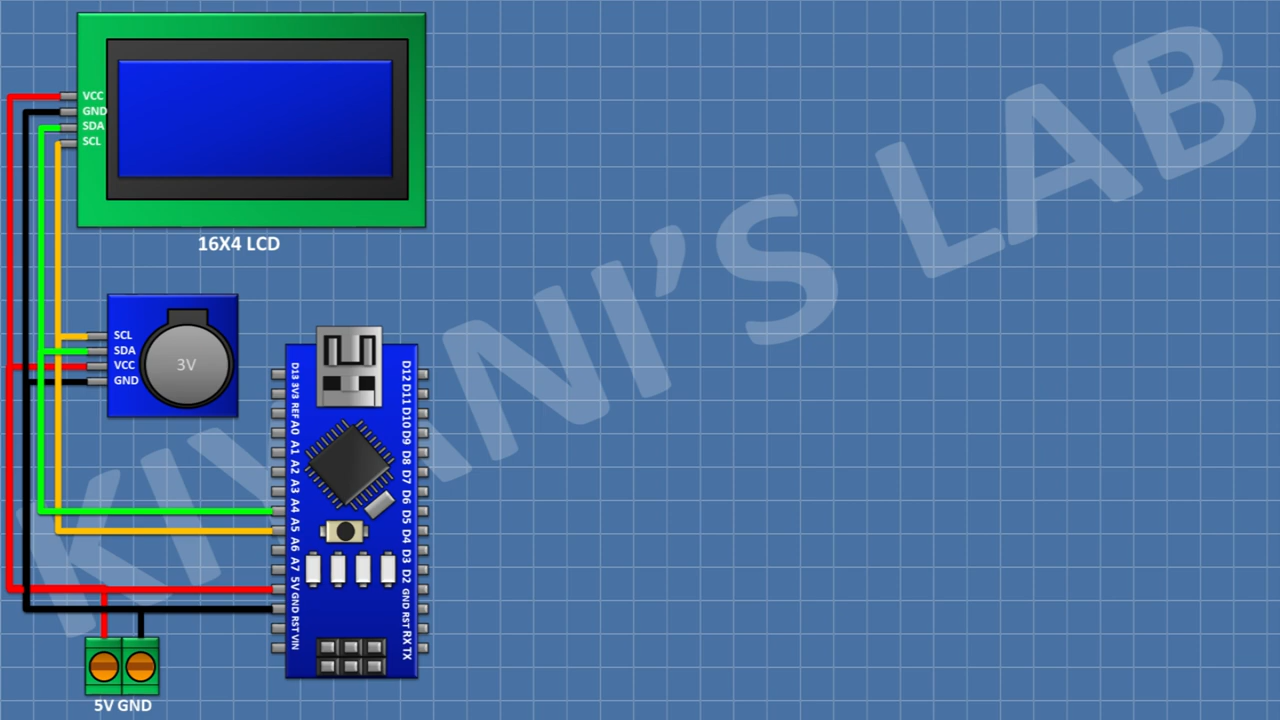 VCC
GND
SDA
SCL
16X4 LCD
SCL
SDA
VCC
GND
3V
D13 3V3 REF A0 A1 A2 A3 A4 A5 A6 A7 5V GND RST VIN
D12 D11 D10 D9 D8 D7 D6 D5 D4 D3 D2 GND RST RX TX
5V GND
KIYANI'S LAB